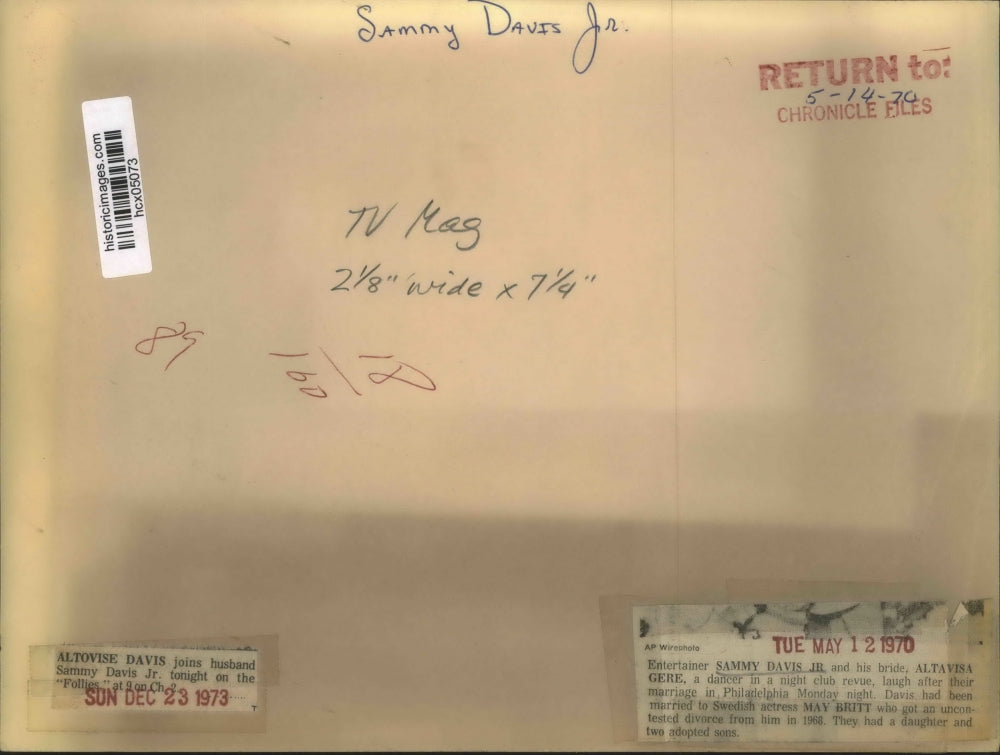 Sammy Davis Jr.
RETURN to:
5-14-70
CHRONICLE FILES
historicimages.com
hcx05073
TV Mag
2 1/8" wide x 7 1/4"
89
160
ALTOVISE DAVIS joins husband
Sammy Davis Jr. tonight on the
"Follies" at 9 on Ch. 2.
SUN DEC 23 1973
T
TUE MAY 12 1970
AP Wirephoto
Entertainer SAMMY DAVIS JR and his bride, ALTAVISA
GERE, a dancer in a night club revue, laugh after their
marriage in Philadelphia Monday night. Davis had been
married to Swedish actress MAY BRITT who got an uncon-
tested divorce from him in 1968. They had a daughter and
two adopted sons.